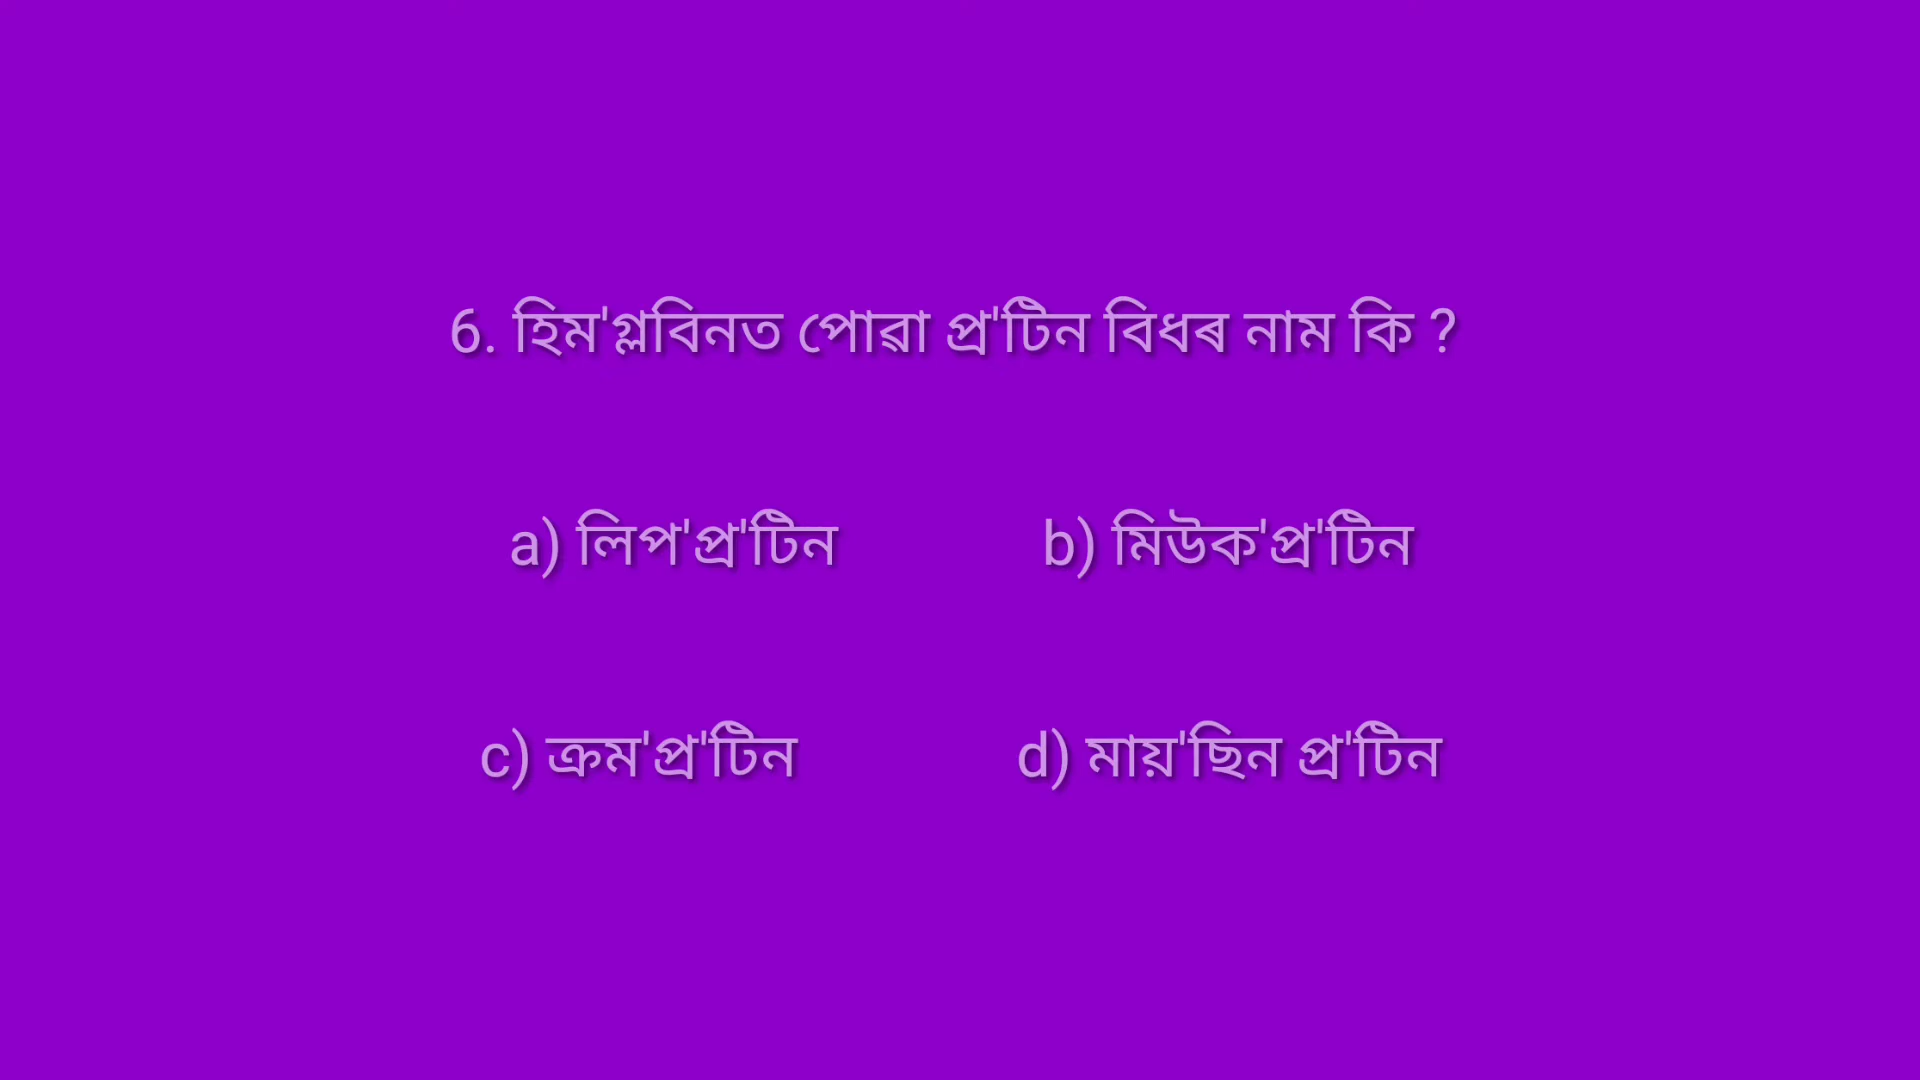 6. হিম'গ্লবিনত পোৱা প্ৰ'টিন বিধৰ নাম কি ?
a) লিপ'প্ৰ'টিন b) মিউক'প্ৰ'টিন
c) ক্ৰম'প্ৰ'টিন d) মায়'ছিন প্ৰ'টিন